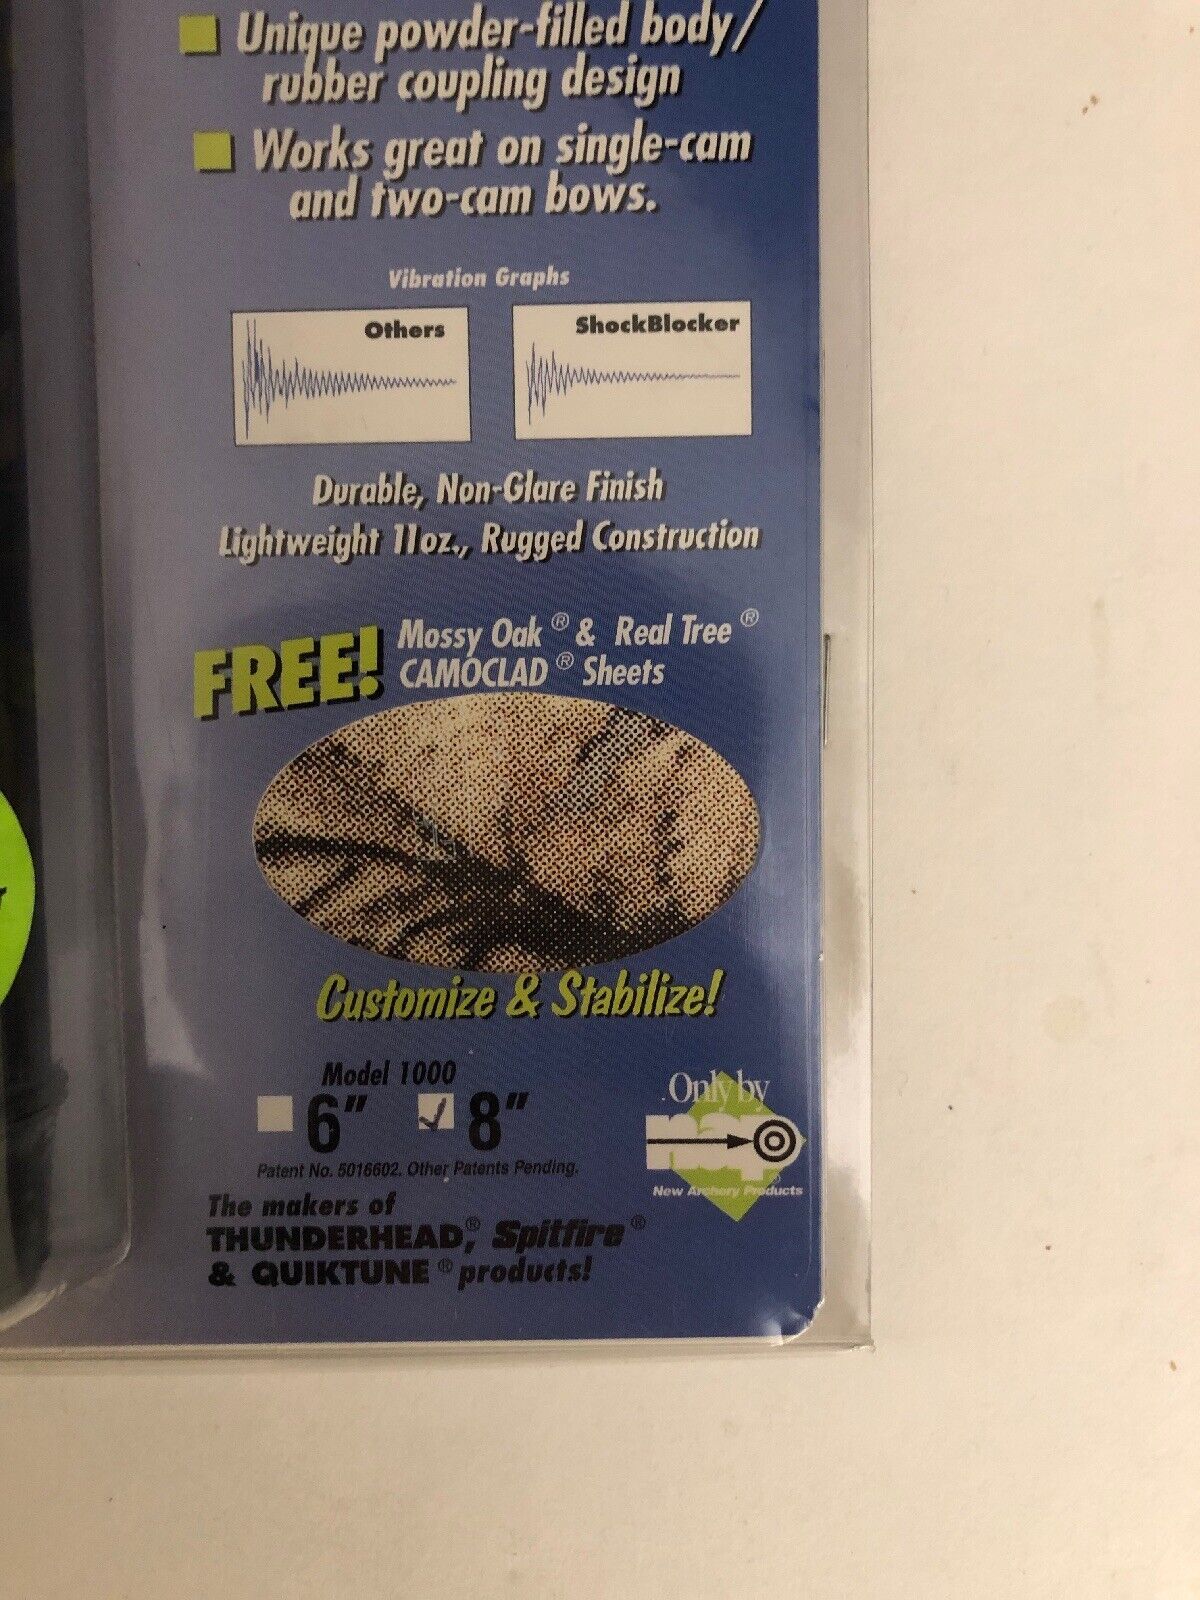 Unique powder-filled body/
rubber coupling design
Works great on single-cam
and two-cam bows.
Vibration Graphs
Others
ShockBlocker
Durable, Non-Glare Finish
Lightweight 11oz., Rugged Construction
FREE!
Mossy Oak® & Real Tree®
CAMOCLAD® Sheets
Customize & Stabilize!
Model 1000
6" 8"
Patent No. 5016602. Other Patents Pending.
Only by
New Archery Products
The makers of
THUNDERHEAD,® Spitfire®
& QUIKTUNE® products!